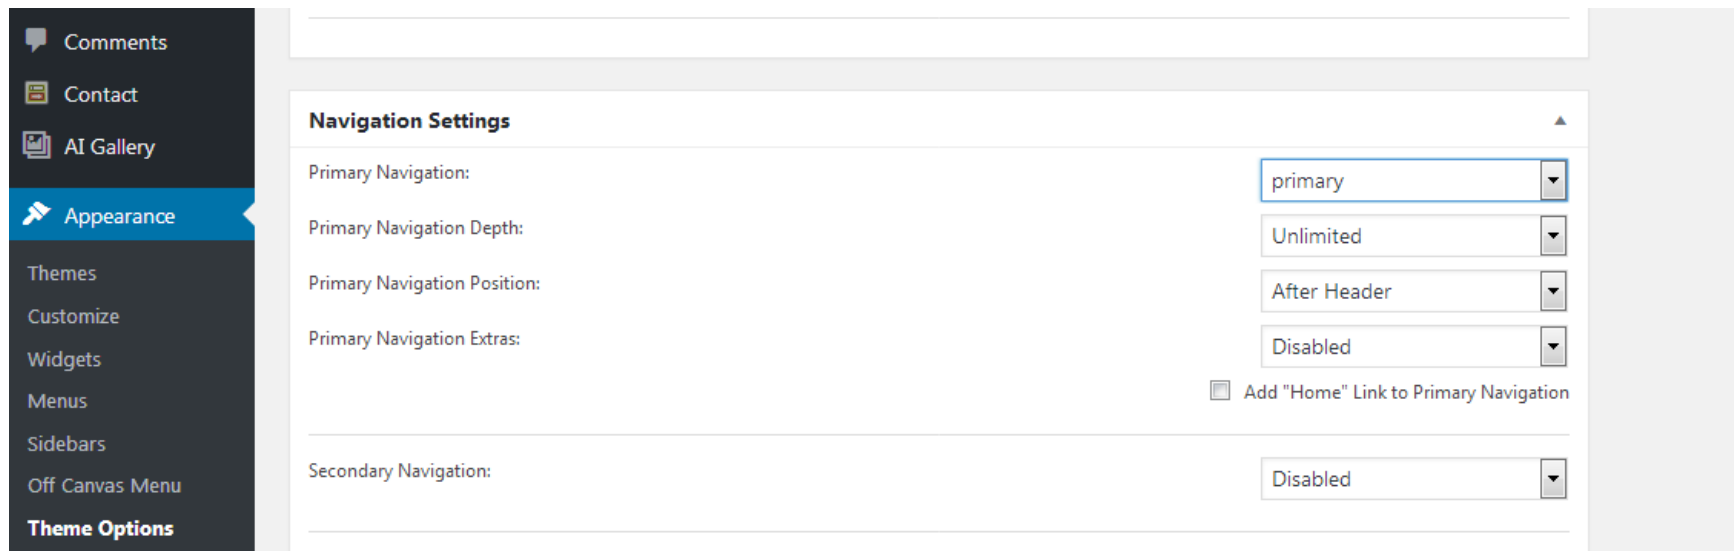 Comments
Contact
AI Gallery
Appearance
Themes
Customize
Widgets
Menus
Sidebars
Off Canvas Menu
Theme Options
Navigation Settings
Primary Navigation:
primary
Primary Navigation Depth:
Unlimited
Primary Navigation Position:
After Header
Primary Navigation Extras:
Disabled
Add "Home" Link to Primary Navigation
Secondary Navigation:
Disabled